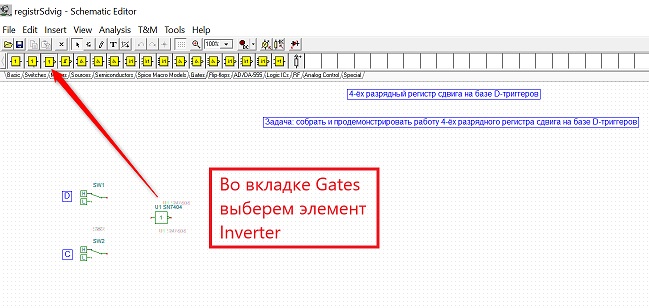 registrSdvig - Schematic Editor
File Edit Insert View Analysis T&M Tools Help
100%
Basic Switches Meters Sources Semiconductors Spice Macro Models Gates Flip-flops AD/DA-555 Logic ICs RF Analog Control Special
4-ёх разрядный регистр сдвига на базе D-триггеров
Задача: собрать и продемонстрировать работу 4-ёх разрядного регистра сдвига на базе D-триггеров
SW1
D
U1 SN7404
1
Во вкладке Gates
выберем элемент
Inverter
SW2
C